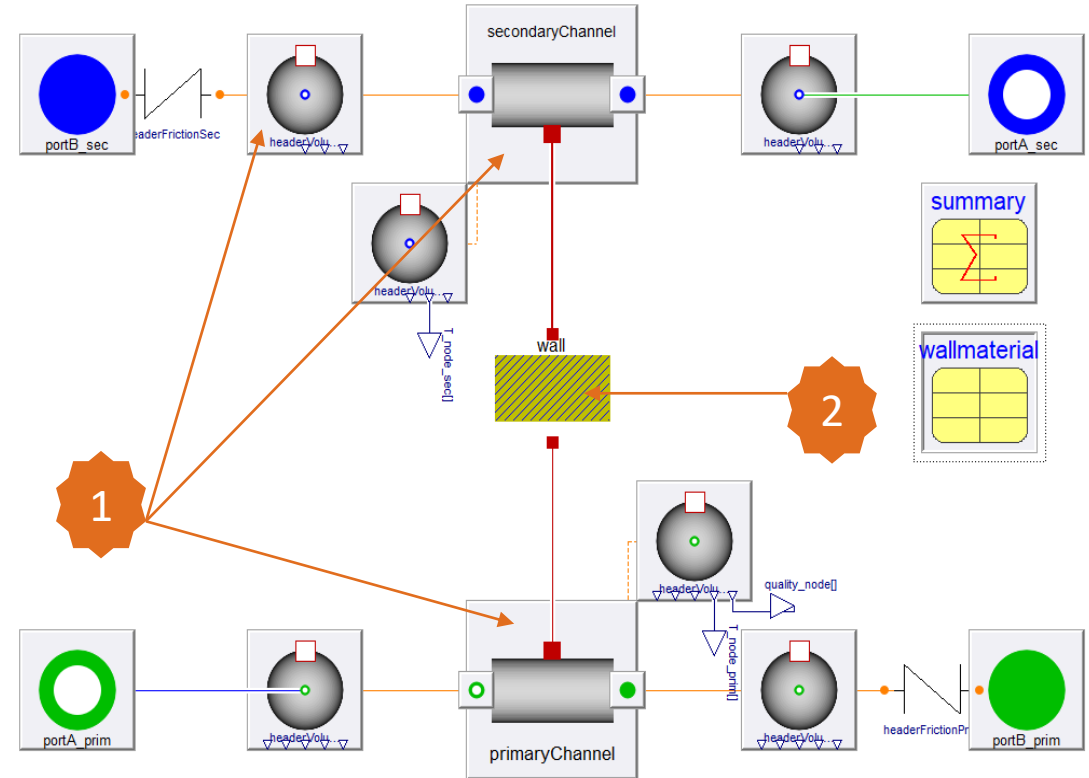 secondaryChannel
portB_sec
eaderFrictionSec
headerVolu...
headerVolu...
portA_sec
headerVolu...
T_node_sec[]
summary
wall
wallmaterial
1
2
headerVolu...
quality_node[]
T_node_prim[]
portA_prim
headerVolu...
primaryChannel
headerVolu...
headerFrictionPr
portB_prim